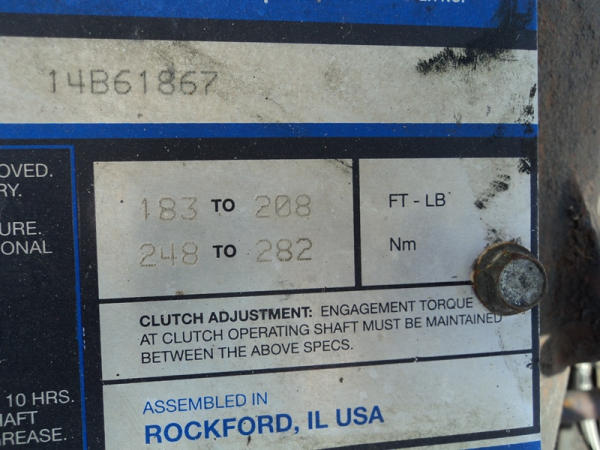 14B61867
OVED.
RY.
URE.
ONAL
183 TO 208 FT - LB
248 TO 282 Nm
CLUTCH ADJUSTMENT: ENGAGEMENT TORQUE
AT CLUTCH OPERATING SHAFT MUST BE MAINTAINED
BETWEEN THE ABOVE SPECS.
10 HRS.
HAFT
GREASE.
ASSEMBLED IN
ROCKFORD, IL USA